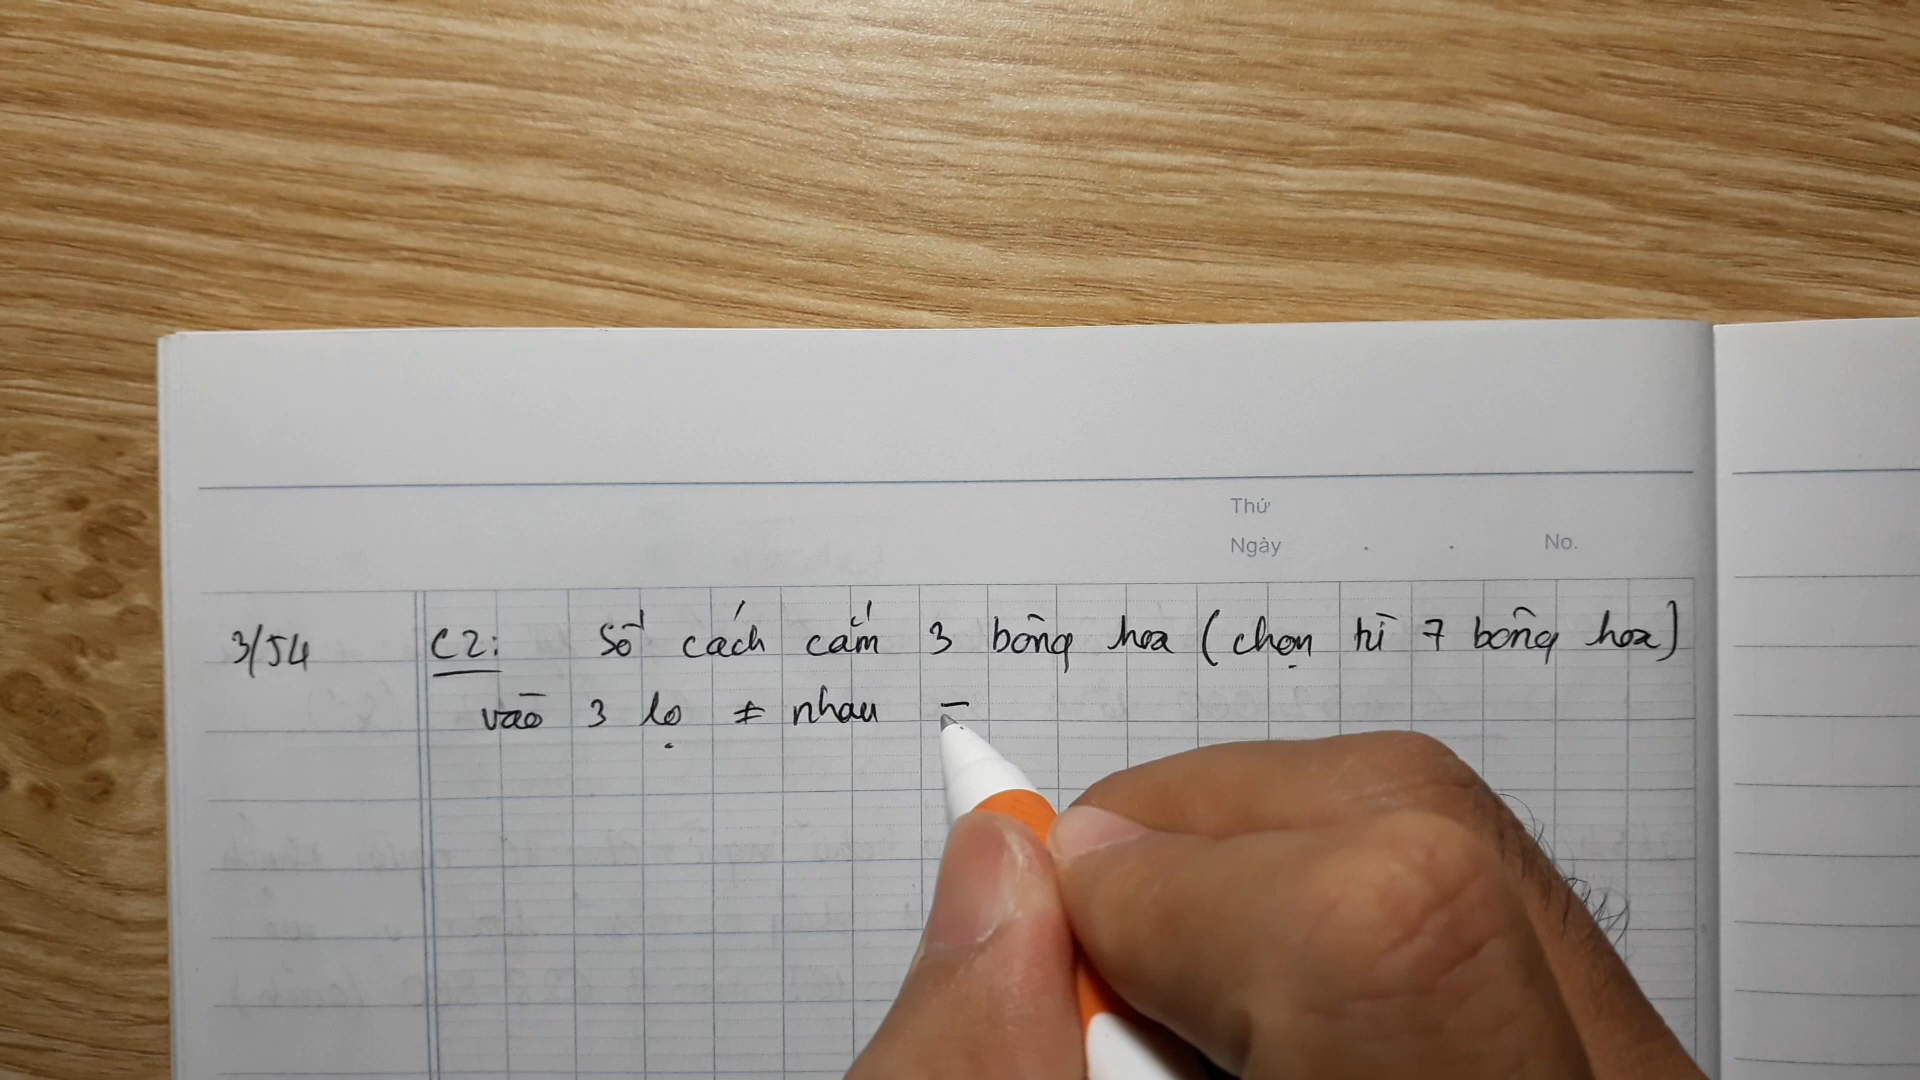 Thứ
Ngày . . No.
3/54 C2: Số cách cắm 3 bông hoa (chọn từ 7 bông hoa)
vào 3 lọ ≠ nhau